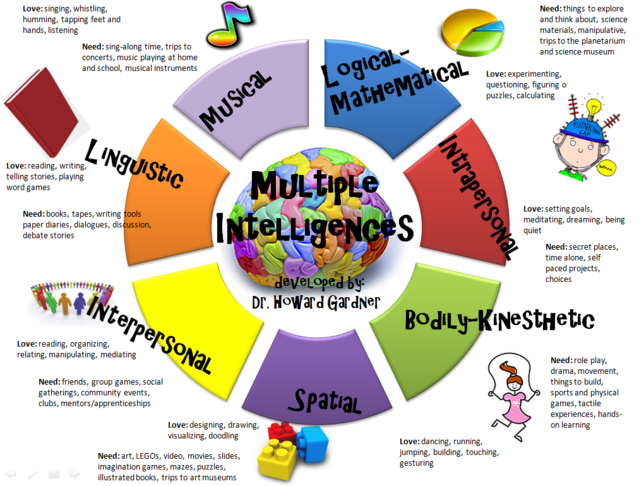 Love: singing, whistling,
humming, tapping feet and
hands, listening
Need: sing-along time, trips to
concerts, music playing at home
and school, musical instruments
Need: things to explore
and think about, science
materials, manipulative,
trips to the planetarium
and science museum
Love: experimenting,
questioning, figuring o
puzzles, calculating
Musical
Logical-
Mathematical
Linguistic
Intrapersonal
Love: reading, writing,
telling stories, playing
word games
Need: books, tapes, writing tools
paper diaries, dialogues, discussion,
debate stories
Multiple
Intelligences
developed by:
Dr. Howard Gardner
THINKING
CAP
Love: setting goals,
meditating, dreaming, being
quiet
Need: secret places,
time alone, self
paced projects,
choices
Interpersonal
Bodily-Kinesthetic
Spatial
Love: reading, organizing,
relating, manipulating, mediating
Need: friends, group games, social
gatherings, community events,
clubs, mentors/apprenticeships
Need: role play,
drama, movement,
things to build,
sports and physical
games, tactile
experiences, hands-
on learning
Love: designing, drawing,
visualizing, doodling
Need: art, LEGOs, video, movies, slides,
imagination games, mazes, puzzles,
illustrated books, trips to art museums
Love: dancing, running,
jumping, building, touching,
gesturing